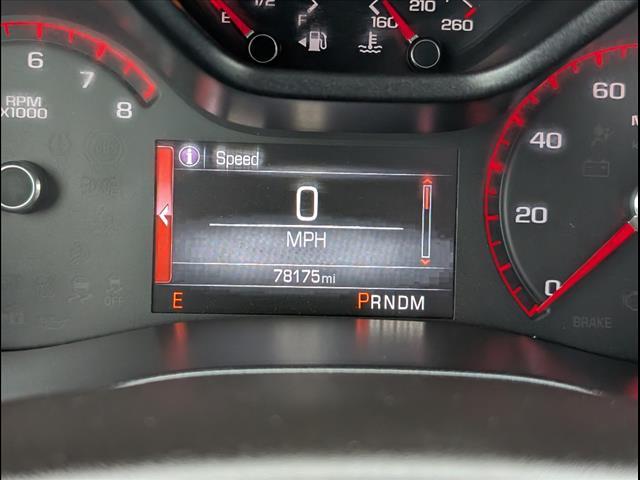 E 1/2 F 160 210 260
6 7 8
RPM
X1000
Speed
0
MPH
78175mi
E PRNDM
60
40
20
0
OFF
BRAKE